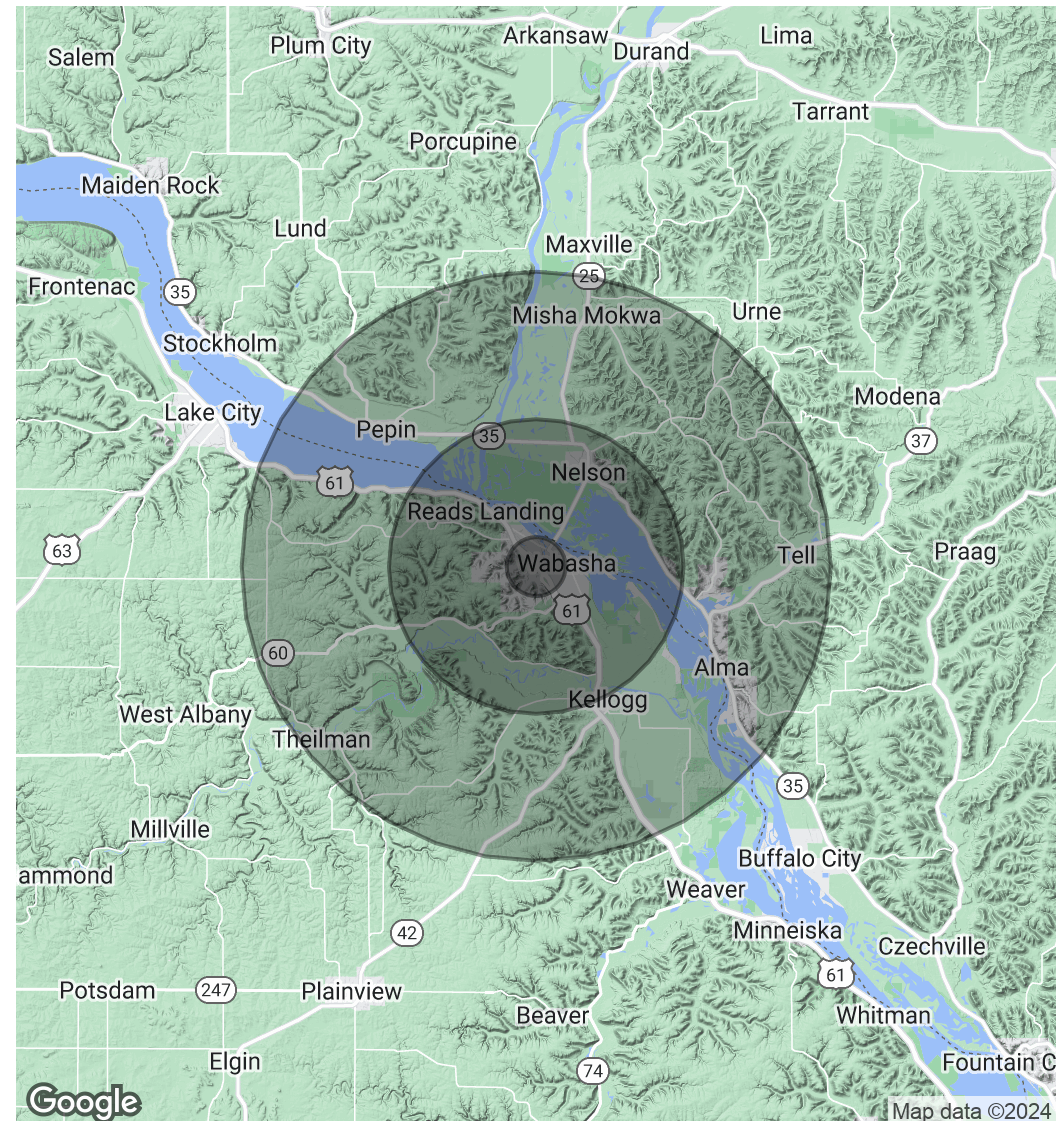 Arkansaw
Lima
Plum City
Durand
Salem
Tarrant
Porcupine
Maiden Rock
Lund
Maxville
25
Frontenac
35
Urne
Misha Mokwa
Stockholm
Modena
Lake City
Pepin
35
37
Nelson
61
Reads Landing
63
Praag
Tell
Wabasha
61
60
Alma
Kellogg
West Albany
Theilman
35
Millville
Buffalo City
ammond
Weaver
42
Minneiska
Czechville
61
Potsdam
247
Plainview
Beaver
Whitman
Elgin
Fountain C
74
Google
Map data ©2024